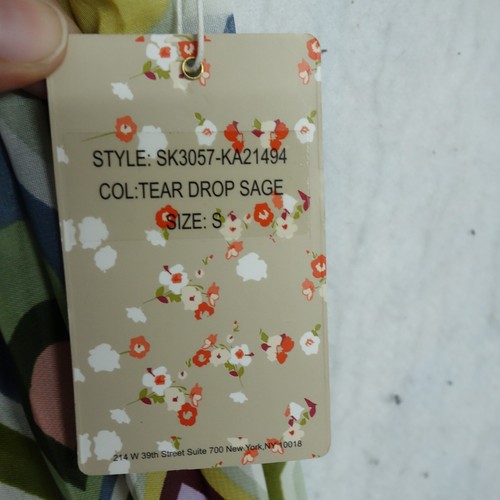 STYLE: SK3057-KA21494
COL:TEAR DROP SAGE
SIZE: S
214 W 39th Street Suite 700 New York,NY 10018